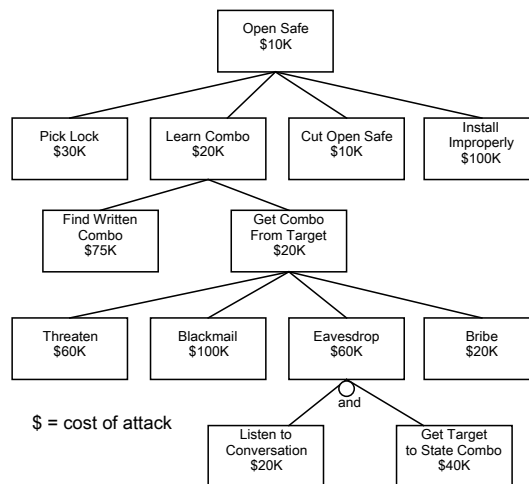 Open Safe
$10K
Pick Lock
$30K
Learn Combo
$20K
Cut Open Safe
$10K
Install
Improperly
$100K
Find Written
Combo
$75K
Get Combo
From Target
$20K
Threaten
$60K
Blackmail
$100K
Eavesdrop
$60K
Bribe
$20K
and
$ = cost of attack
Listen to
Conversation
$20K
Get Target
to State Combo
$40K